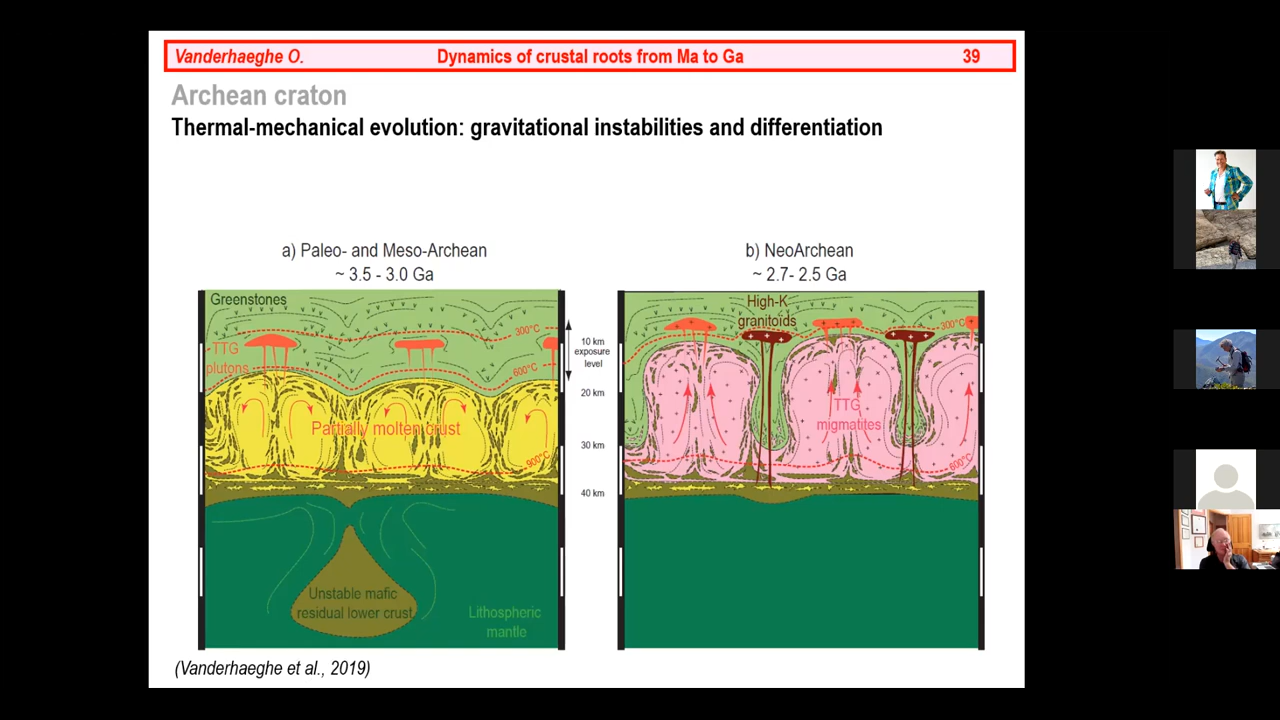 Vanderhaeghe O. Dynamics of crustal roots from Ma to Ga 39
Archean craton
Thermal-mechanical evolution: gravitational instabilities and differentiation
a) Paleo- and Meso-Archean
~ 3.5 - 3.0 Ga
Greenstones
300°C
TTG
plutons
600°C
Partially molten crust
900°C
Unstable mafic
residual lower crust
Lithospheric
mantle
10 km
exposure
level
20 km
30 km
40 km
b) NeoArchean
~ 2.7- 2.5 Ga
High-K
granitoïds
300°C
TTG
migmatites
600°C
(Vanderhaeghe et al., 2019)